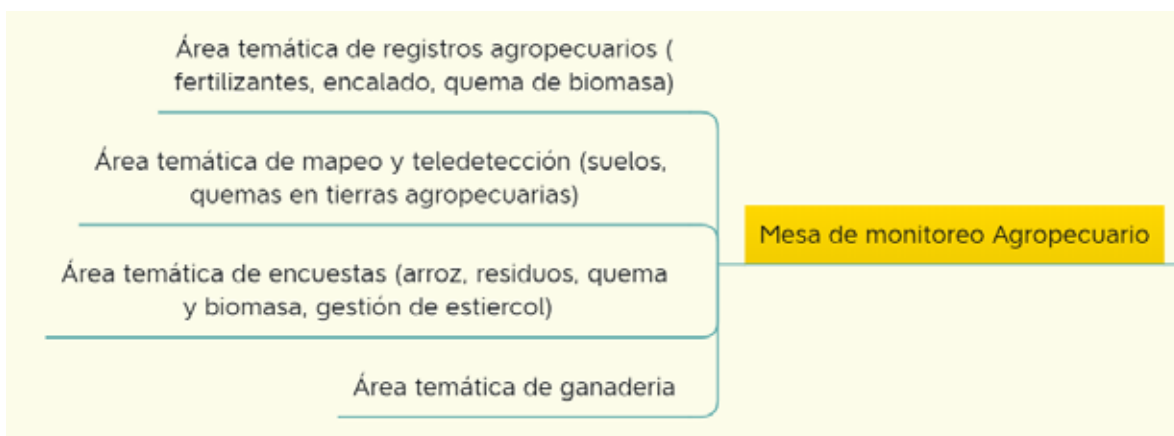 Área temática de registros agropecuarios (
fertilizantes, encalado, quema de biomasa)
Área temática de mapeo y teledetección (suelos,
quemas en tierras agropecuarias)
Mesa de monitoreo Agropecuario
Área temática de encuestas (arroz, residuos, quema
y biomasa, gestión de estiercol)
Área temática de ganaderia